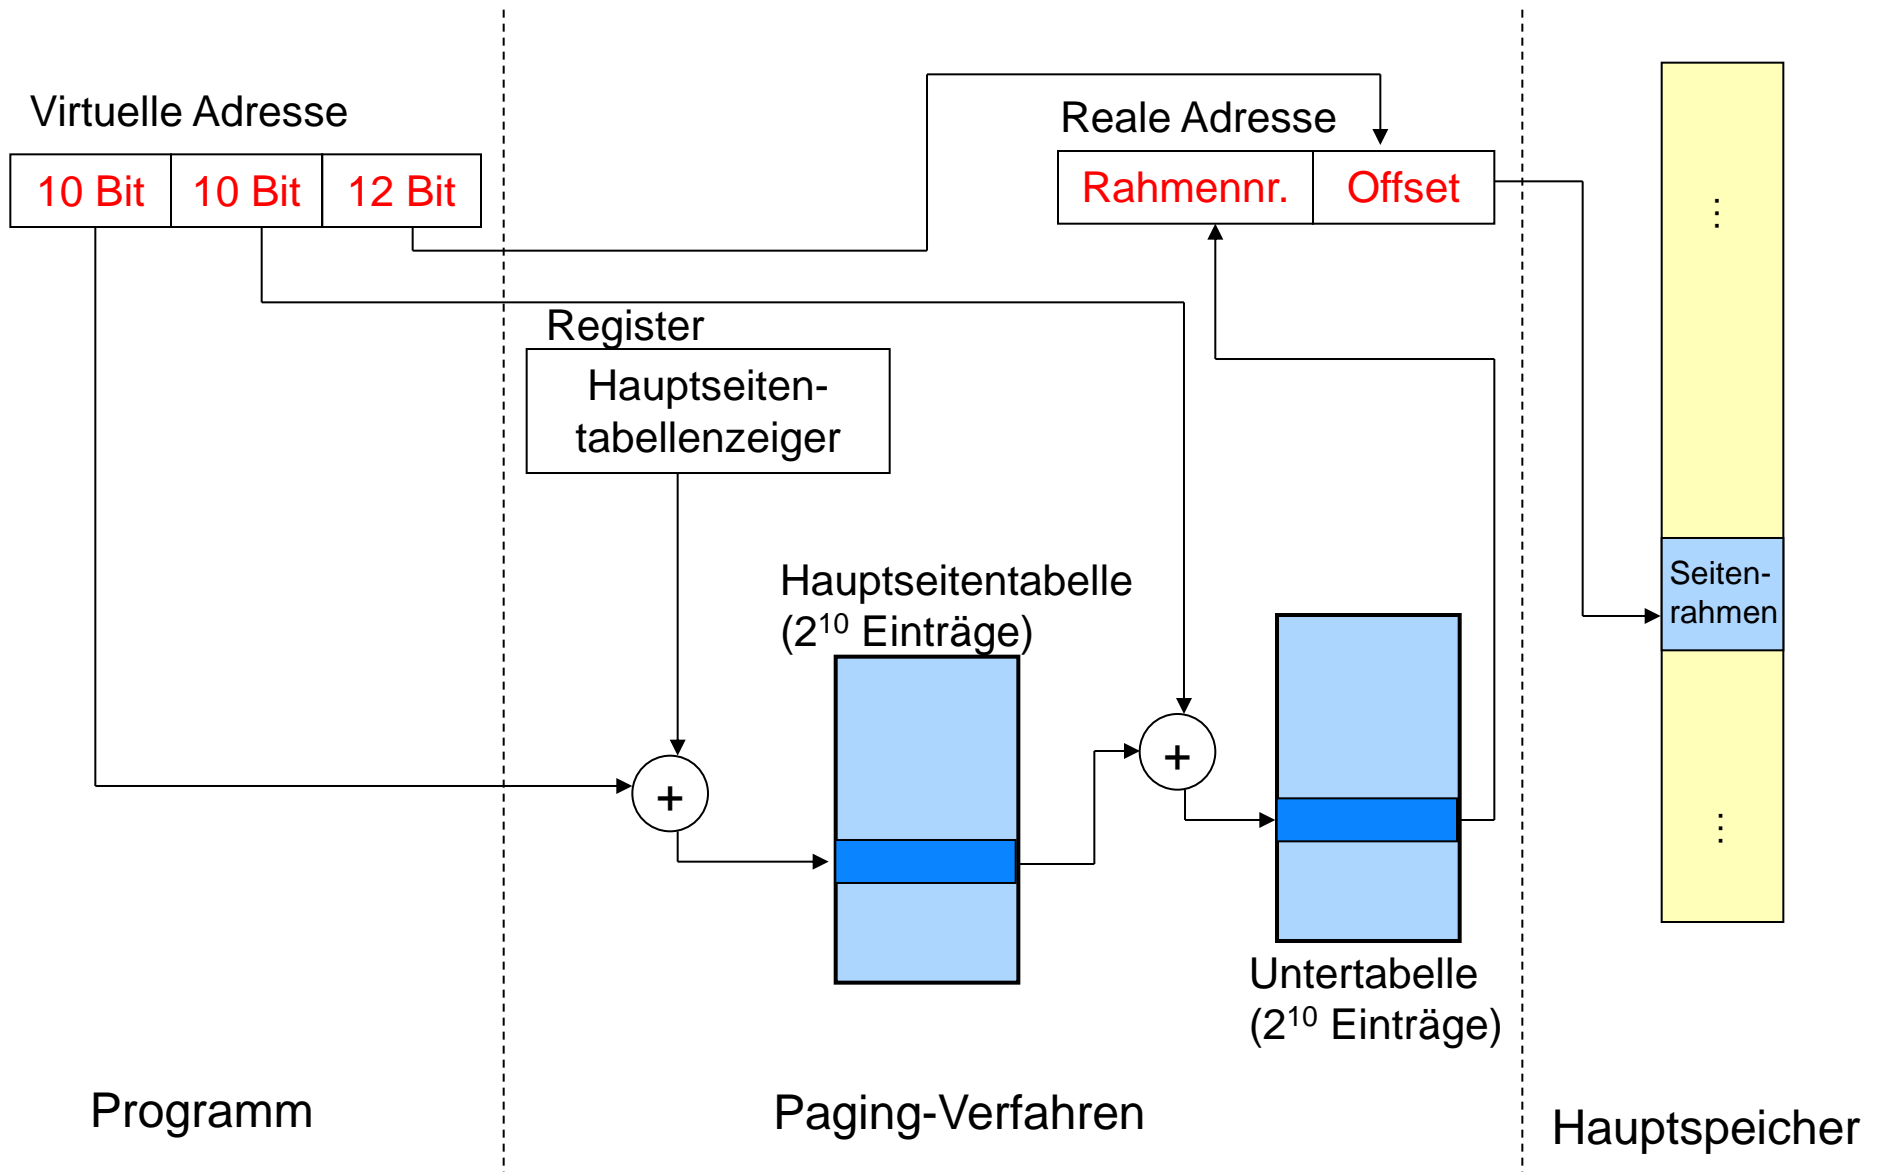 Virtuelle Adresse
10 Bit 10 Bit 12 Bit
Reale Adresse
Rahmennr. Offset
Register
Hauptseiten-
tabellenzeiger
Hauptseitentabelle
(2¹⁰ Einträge)
+
+
Untertabelle
(2¹⁰ Einträge)
...
Seiten-
rahmen
...
Programm
Paging-Verfahren
Hauptspeicher